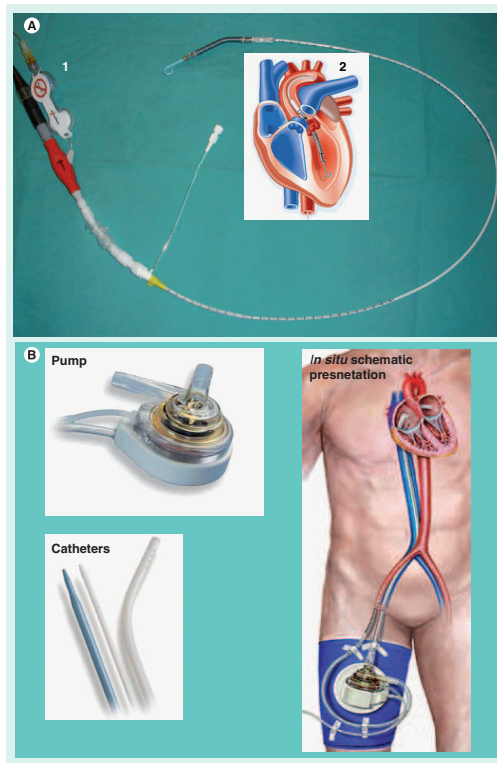 A
1
2
B
Pump
In situ schematic
presnetation
Catheters